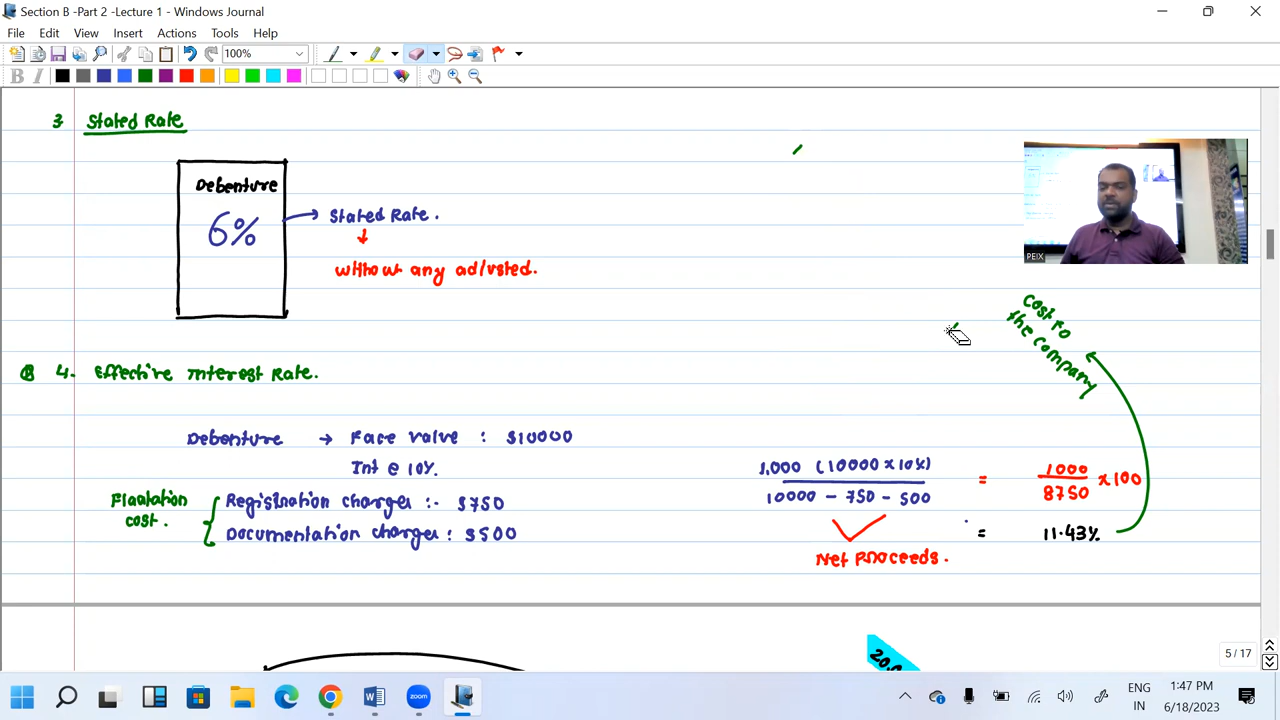 Section B -Part 2 -Lecture 1 - Windows Journal
File Edit View Insert Actions Tools Help
100%
B I
3. Stated Rate
Debenture
6%
Stated Rate.
without any adjusted.
PEIX
Cost to
the company
4. Effective Interest Rate.
Debenture → Face value : $10000
Int @ 10%.
Floatation
cost.
Registration charges :- $750
Documentation charges : $500
1,000 (10000 x 10%)
10000 - 750 - 500
= 1000
8750
x 100
= 11.43%
Net Proceeds.
5 / 17
zoom
ENG
IN
1:47 PM
6/18/2023